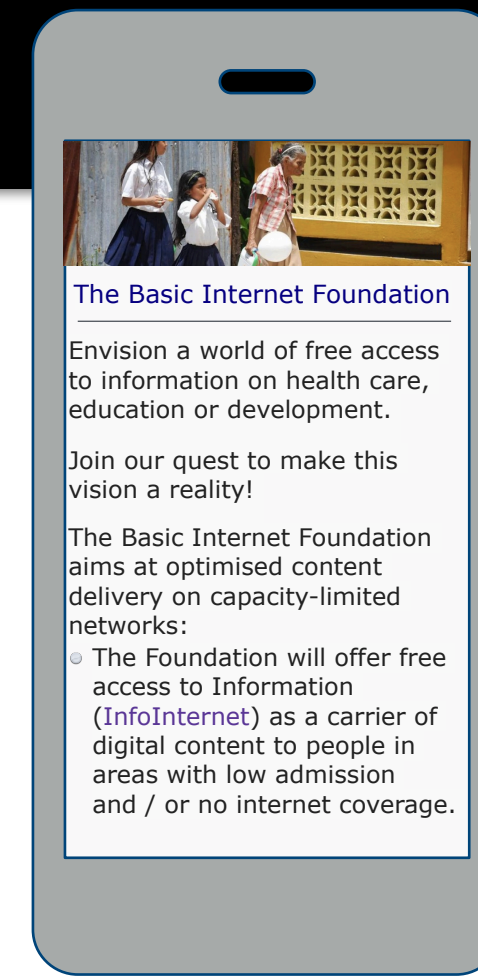 The Basic Internet Foundation
Envision a world of free access
to information on health care,
education or development.
Join our quest to make this
vision a reality!
The Basic Internet Foundation
aims at optimised content
delivery on capacity-limited
networks:
The Foundation will offer free
access to Information
(InfoInternet) as a carrier of
digital content to people in
areas with low admission
and / or no internet coverage.